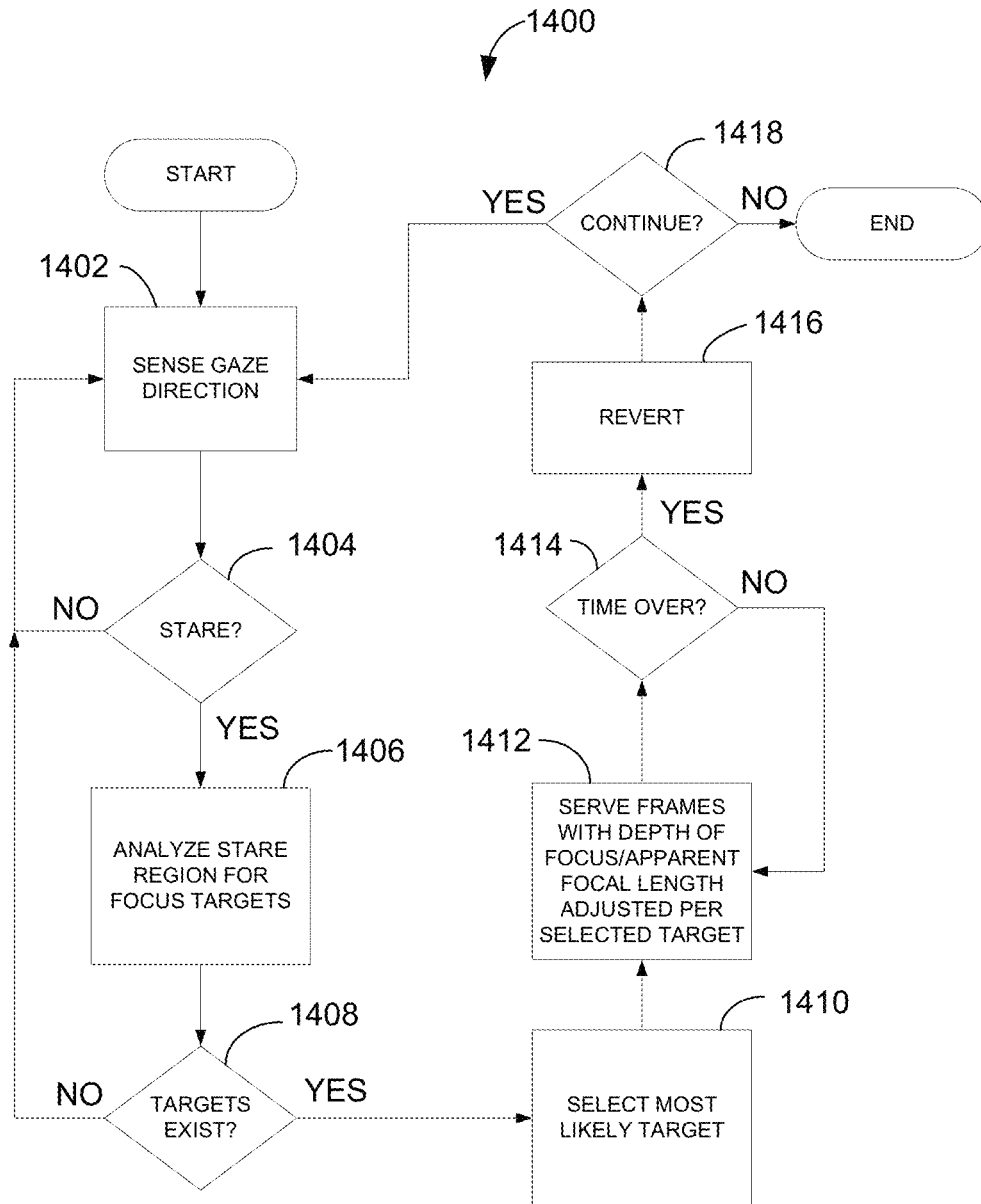 1400
START
1402
SENSE GAZE
DIRECTION
1404
NO
STARE?
YES
1406
ANALYZE STARE
REGION FOR
FOCUS TARGETS
1408
NO
TARGETS
EXIST?
YES
1410
SELECT MOST
LIKELY TARGET
1412
SERVE FRAMES
WITH DEPTH OF
FOCUS/APPARENT
FOCAL LENGTH
ADJUSTED PER
SELECTED TARGET
1414
TIME OVER?
NO
YES
1416
REVERT
1418
YES
CONTINUE?
NO
END